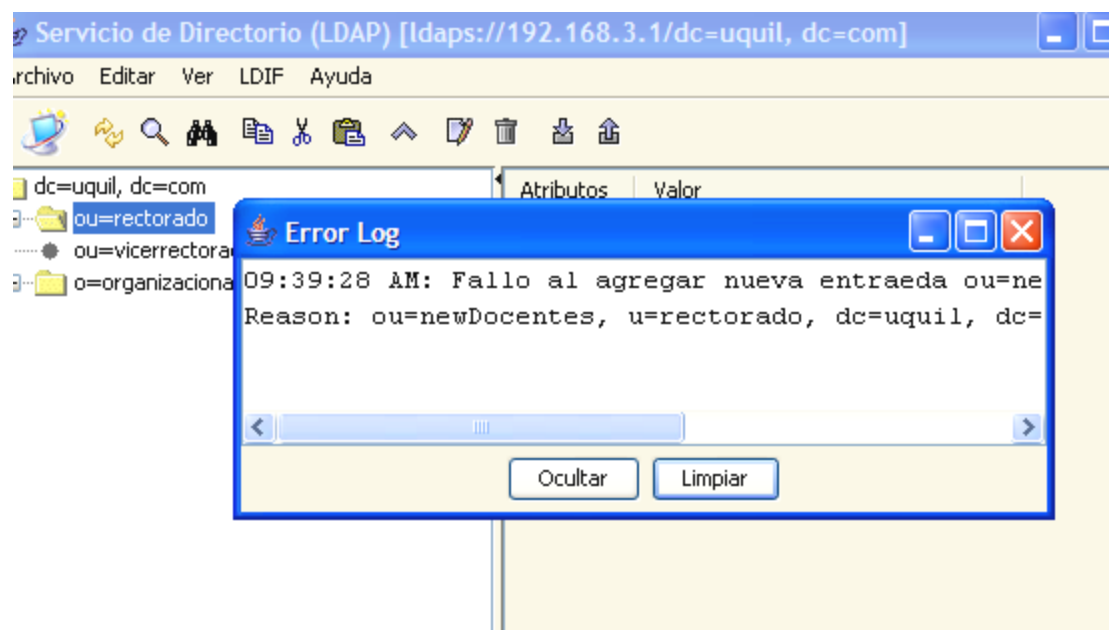 Servicio de Directorio (LDAP) [ldaps://192.168.3.1/dc=uquil, dc=com]
rchivo Editar Ver LDIF Ayuda
dc=uquil, dc=com
Atributos Valor
ou=rectorado
ou=vicerrectora
o=organizaciona
Error Log
09:39:28 AM: Fallo al agregar nueva entraeda ou=ne
Reason: ou=newDocentes, u=rectorado, dc=uquil, dc=
Ocultar Limpiar